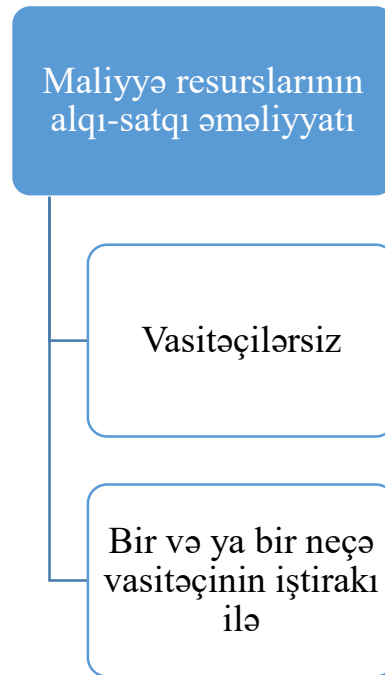 Maliyyə resurslarının
alqı-satqı əməliyyatı
Vasitəçilərsiz
Bir və ya bir neçə
vasitəçinin iştirakı
ilə